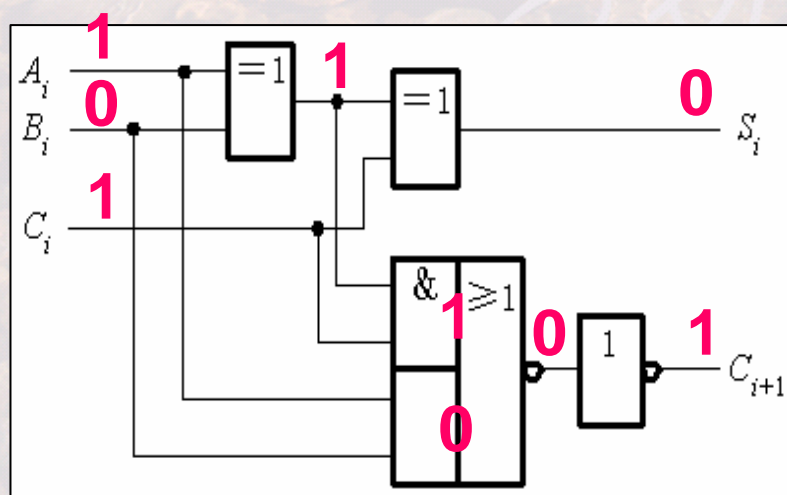 1
A_i =1 1 =1 0
0
B_i S_i
1
C_i
& ≥1
1 0 1 1
C_{i+1}
0